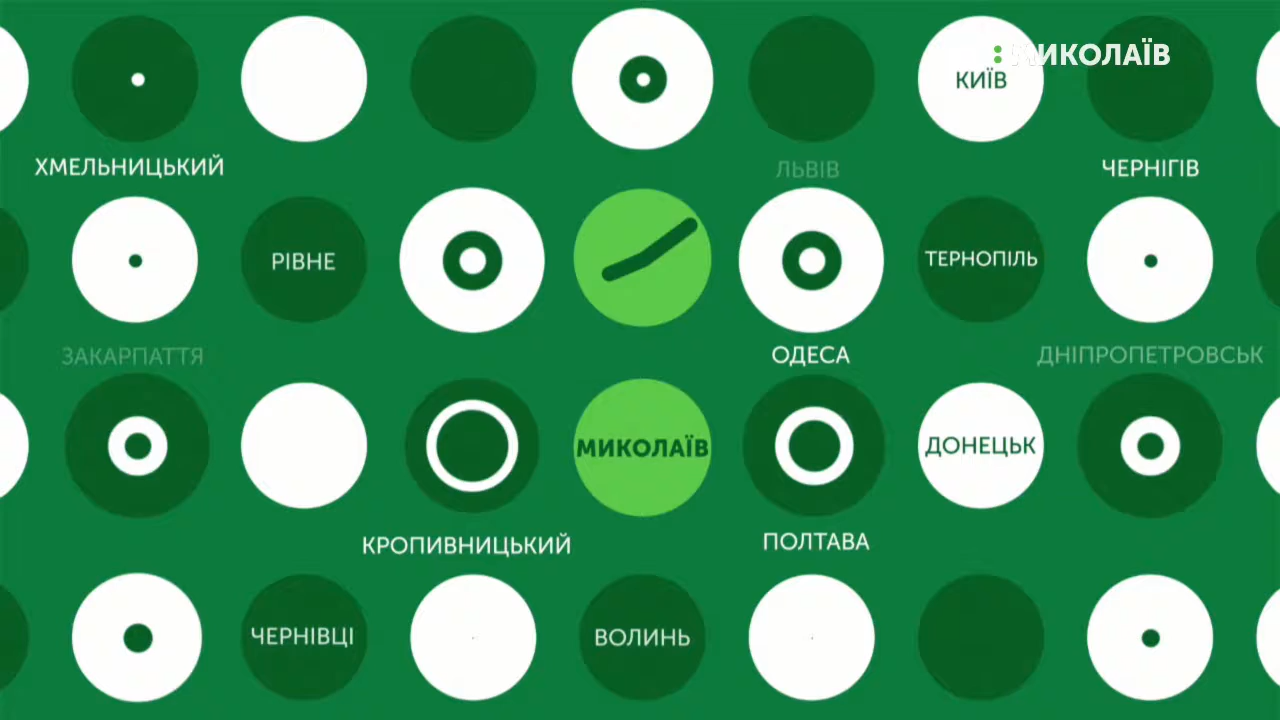 : МИКОЛАЇВ
КИЇВ
ХМЕЛЬНИЦЬКИЙ
ЛЬВІВ
ЧЕРНІГІВ
РІВНЕ
ТЕРНОПІЛЬ
ЗАКАРПАТТЯ
ОДЕСА
ДНІПРОПЕТРОВСЬК
МИКОЛАЇВ
ДОНЕЦЬК
КРОПИВНИЦЬКИЙ
ПОЛТАВА
ЧЕРНІВЦІ
ВОЛИНЬ